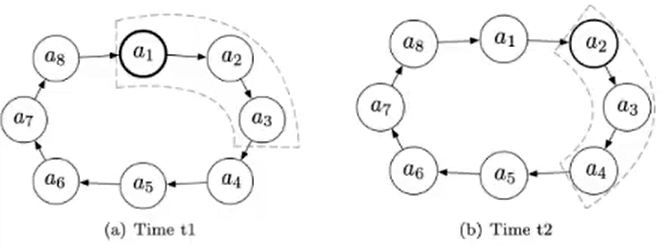 a₈ a₁ a₂
a₇ a₃
a₆ a₅ a₄
(a) Time t1
a₈ a₁ a₂
a₇ a₃
a₆ a₅ a₄
(b) Time t2